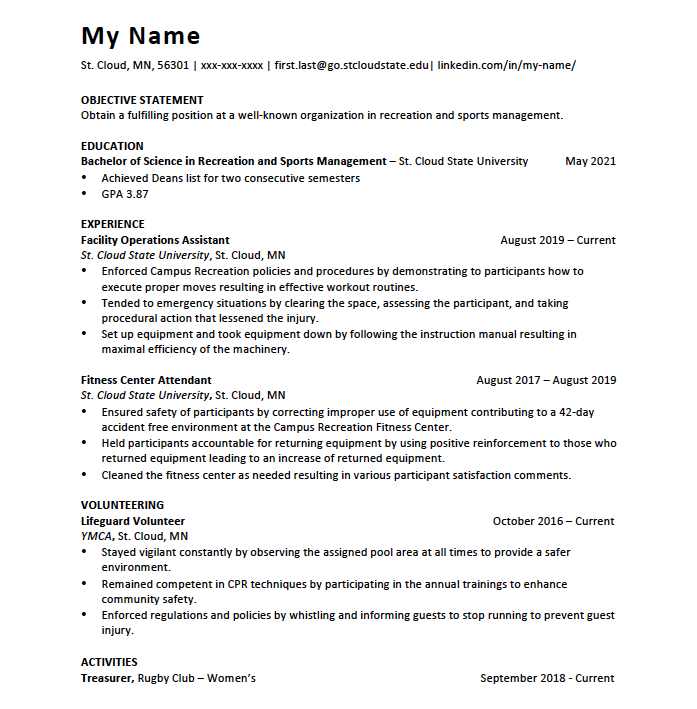 My Name
St. Cloud, MN, 56301 | xxx-xxx-xxxx | first.last@go.stcloudstate.edu| linkedin.com/in/my-name/
OBJECTIVE STATEMENT
Obtain a fulfilling position at a well-known organization in recreation and sports management.
EDUCATION
Bachelor of Science in Recreation and Sports Management – St. Cloud State University May 2021
• Achieved Deans list for two consecutive semesters
• GPA 3.87
EXPERIENCE
Facility Operations Assistant August 2019 – Current
St. Cloud State University, St. Cloud, MN
• Enforced Campus Recreation policies and procedures by demonstrating to participants how to
execute proper moves resulting in effective workout routines.
• Tended to emergency situations by clearing the space, assessing the participant, and taking
procedural action that lessened the injury.
• Set up equipment and took equipment down by following the instruction manual resulting in
maximal efficiency of the machinery.
Fitness Center Attendant August 2017 – August 2019
St. Cloud State University, St. Cloud, MN
• Ensured safety of participants by correcting improper use of equipment contributing to a 42-day
accident free environment at the Campus Recreation Fitness Center.
• Held participants accountable for returning equipment by using positive reinforcement to those who
returned equipment leading to an increase of returned equipment.
• Cleaned the fitness center as needed resulting in various participant satisfaction comments.
VOLUNTEERING
Lifeguard Volunteer October 2016 – Current
YMCA, St. Cloud, MN
• Stayed vigilant constantly by observing the assigned pool area at all times to provide a safer
environment.
• Remained competent in CPR techniques by participating in the annual trainings to enhance
community safety.
• Enforced regulations and policies by whistling and informing guests to stop running to prevent guest
injury.
ACTIVITIES
Treasurer, Rugby Club – Women's September 2018 - Current